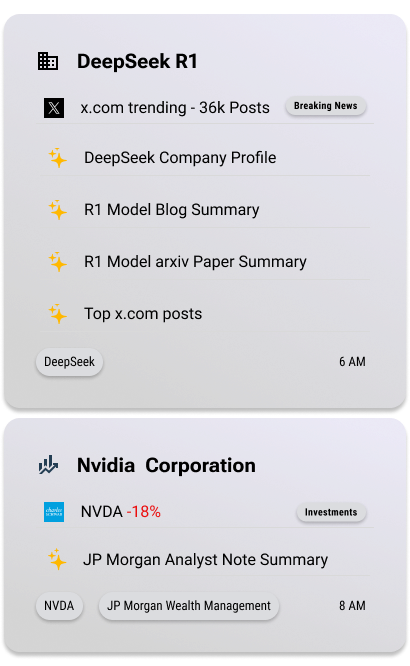 DeepSeek R1
x.com trending - 36k Posts Breaking News
DeepSeek Company Profile
R1 Model Blog Summary
R1 Model arxiv Paper Summary
Top x.com posts
DeepSeek 6 AM
Nvidia Corporation
charles SCHWAB NVDA -18% Investments
JP Morgan Analyst Note Summary
NVDA JP Morgan Wealth Management 8 AM